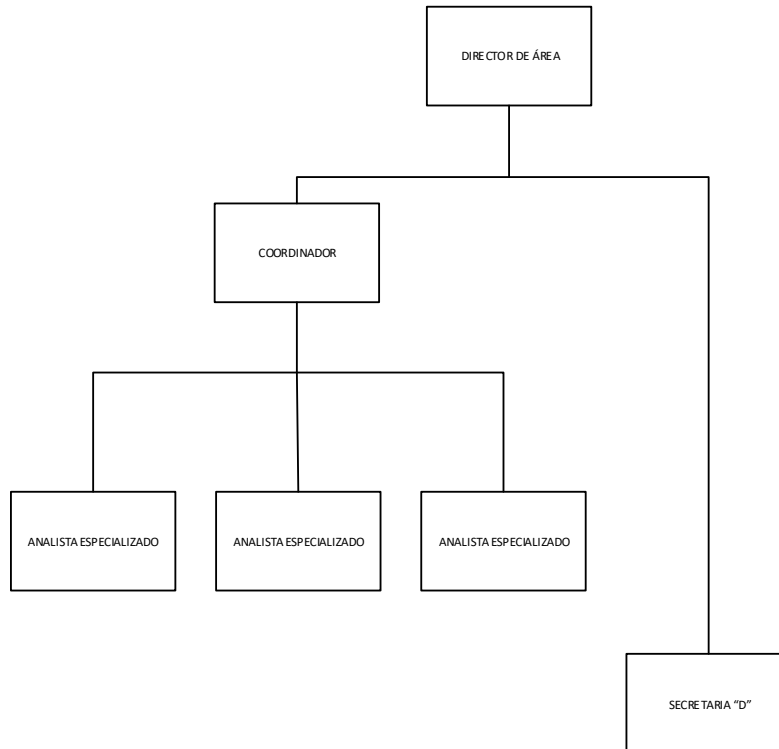 DIRECTOR DE ÁREA
COORDINADOR
ANALISTA ESPECIALIZADO
ANALISTA ESPECIALIZADO
ANALISTA ESPECIALIZADO
SECRETARIA “D”